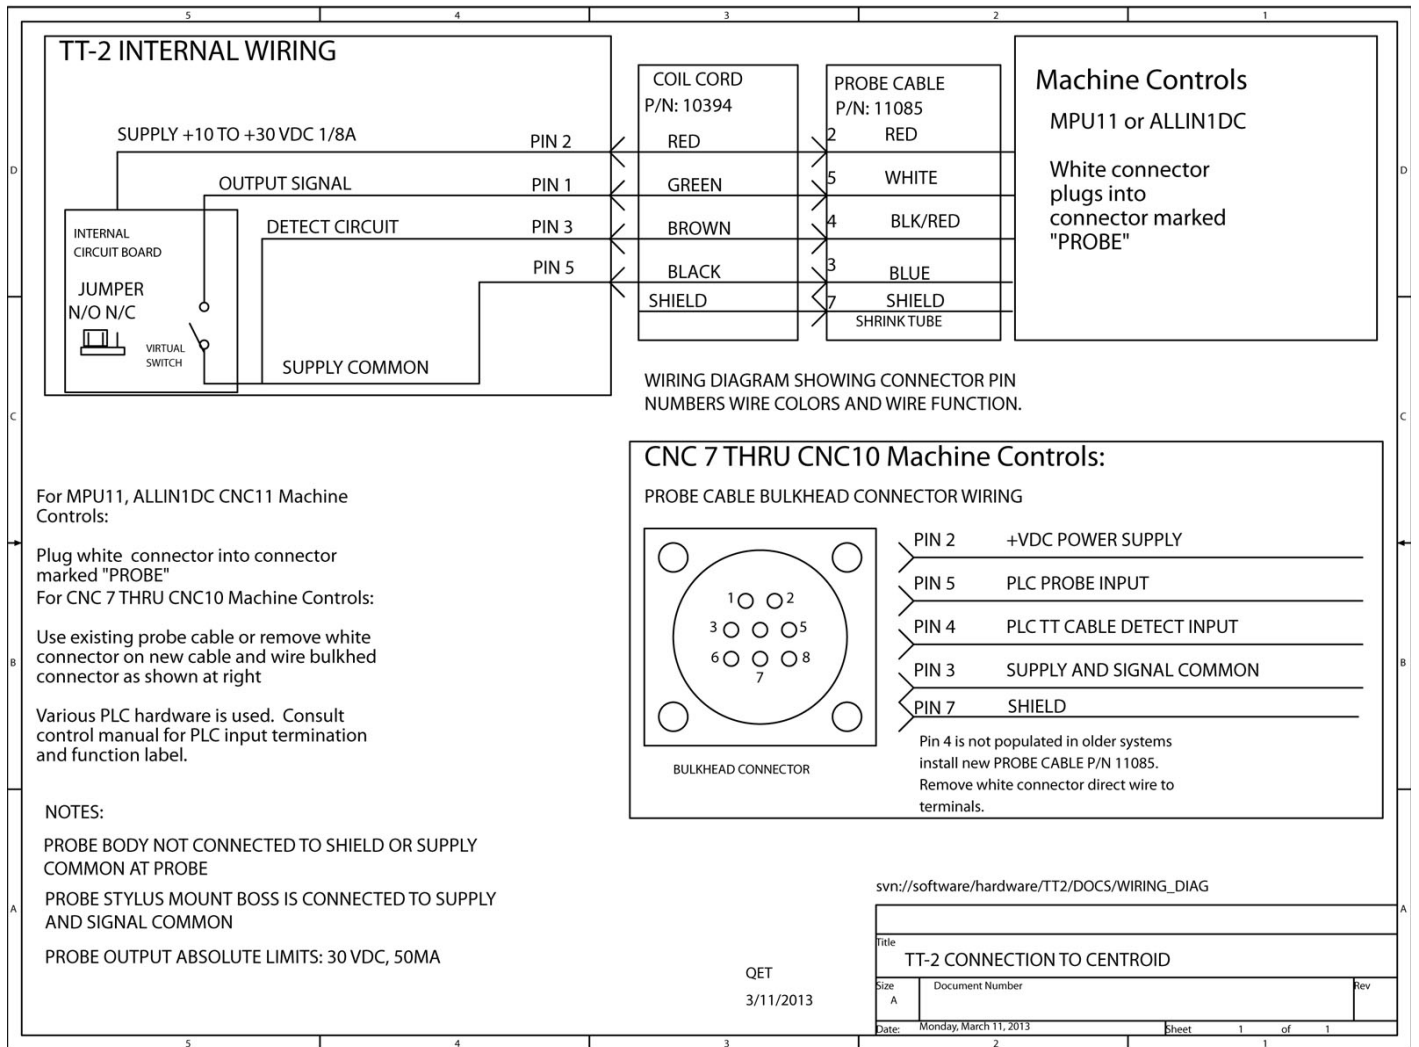 5 4 3 2 1
TT-2 INTERNAL WIRING
SUPPLY +10 TO +30 VDC 1/8A
PIN 2
OUTPUT SIGNAL
PIN 1
DETECT CIRCUIT
PIN 3
PIN 5
INTERNAL
CIRCUIT BOARD
JUMPER
N/O N/C
VIRTUAL
SWITCH
SUPPLY COMMON
COIL CORD
P/N: 10394
RED
GREEN
BROWN
BLACK
SHIELD
PROBE CABLE
P/N: 11085
2 RED
5 WHITE
4 BLK/RED
3 BLUE
7 SHIELD
SHRINK TUBE
Machine Controls
MPU11 or ALLIN1DC
White connector
plugs into
connector marked
"PROBE"
D
D
WIRING DIAGRAM SHOWING CONNECTOR PIN
NUMBERS WIRE COLORS AND WIRE FUNCTION.
C
C
For MPU11, ALLIN1DC CNC11 Machine
Controls:
Plug white connector into connector
marked "PROBE"
For CNC 7 THRU CNC10 Machine Controls:
Use existing probe cable or remove white
connector on new cable and wire bulkhed
connector as shown at right
Various PLC hardware is used. Consult
control manual for PLC input termination
and function label.
CNC 7 THRU CNC10 Machine Controls:
PROBE CABLE BULKHEAD CONNECTOR WIRING
1 2
3 5
6 8
7
BULKHEAD CONNECTOR
PIN 2 +VDC POWER SUPPLY
PIN 5 PLC PROBE INPUT
PIN 4 PLC TT CABLE DETECT INPUT
PIN 3 SUPPLY AND SIGNAL COMMON
PIN 7 SHIELD
Pin 4 is not populated in older systems
install new PROBE CABLE P/N 11085.
Remove white connector direct wire to
terminals.
B
B
NOTES:
PROBE BODY NOT CONNECTED TO SHIELD OR SUPPLY
COMMON AT PROBE
PROBE STYLUS MOUNT BOSS IS CONNECTED TO SUPPLY
AND SIGNAL COMMON
PROBE OUTPUT ABSOLUTE LIMITS: 30 VDC, 50MA
A
A
QET
3/11/2013
svn://software/hardware/TT2/DOCS/WIRING_DIAG
Title
TT-2 CONNECTION TO CENTROID
Size
A
Document Number
Rev
Date: Monday, March 11, 2013
Sheet 1 of 1
5 4 3 2 1